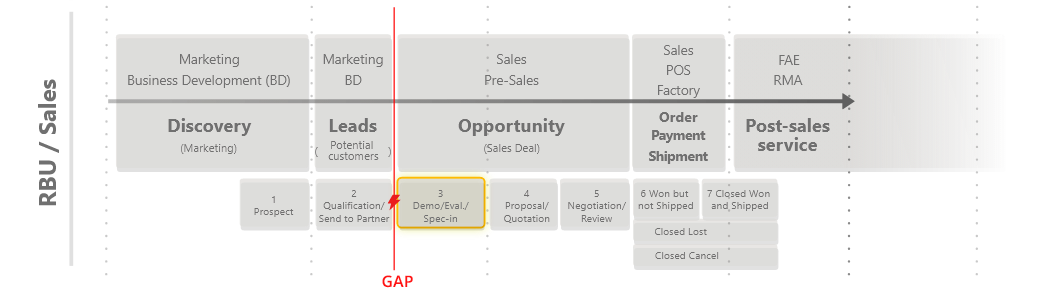 RBU / Sales
Marketing
Business Development (BD)
Marketing
BD
Sales
Pre-Sales
Sales
POS
Factory
FAE
RMA
Discovery
(Marketing)
Leads
( Potential )
customers
Opportunity
(Sales Deal)
Order
Payment
Shipment
Post-sales
service
1
Prospect
2
Qualification/
Send to Partner
3
Demo/Eval./
Spec-in
4
Proposal/
Quotation
5
Negotiation/
Review
6 Won but
not Shipped
7 Closed Won
and Shipped
Closed Lost
Closed Cancel
GAP